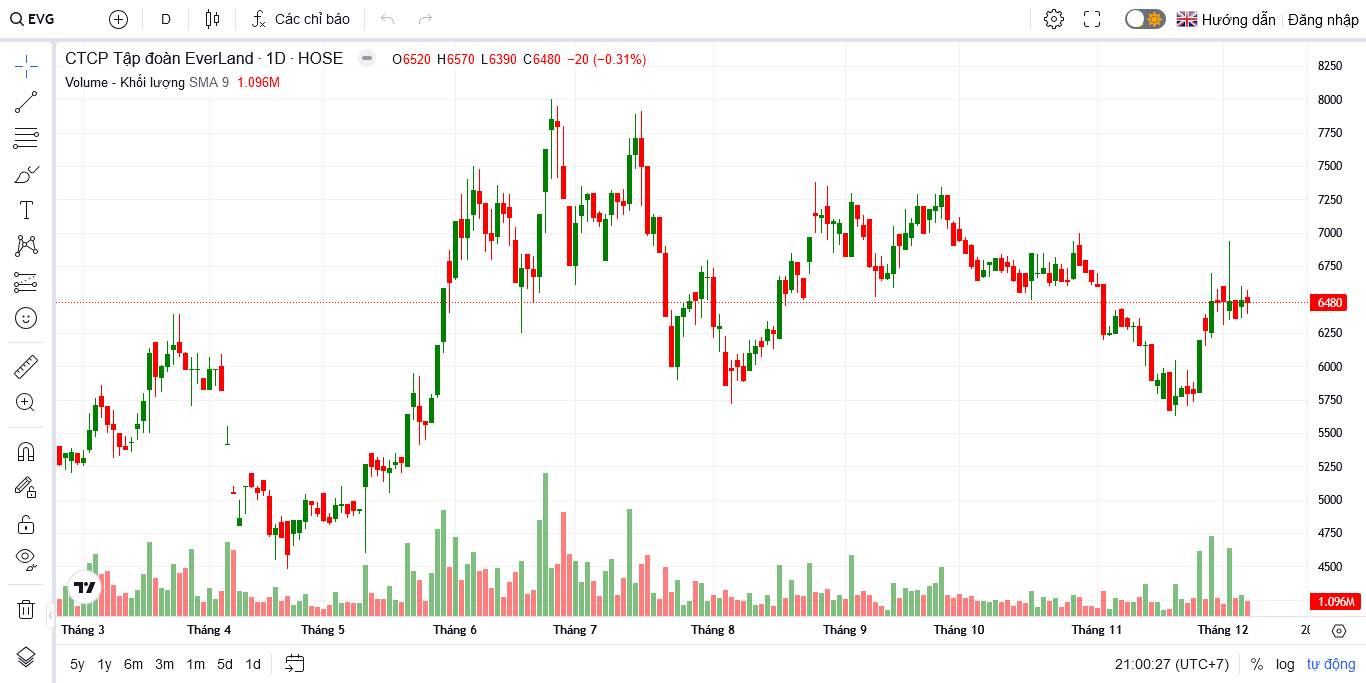 EVG D Các chỉ báo Hướng dẫn Đăng nhập
CTCP Tập đoàn EverLand · 1D · HOSE O6520 H6570 L6390 C6480 −20 (−0.31%)
Volume - Khối lượng SMA 9 1.096M
8250
8000
7750
7500
7250
7000
6750
6480
6250
6000
5750
5500
5250
5000
4750
4500
1.096M
Tháng 3 Tháng 4 Tháng 5 Tháng 6 Tháng 7 Tháng 8 Tháng 9 Tháng 10 Tháng 11 Tháng 12
5y 1y 6m 3m 1m 5d 1d 21:00:27 (UTC+7) % log tự động